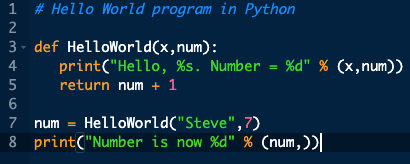 1 # Hello World program in Python
2
3 def HelloWorld(x,num):
4     print("Hello, %s. Number = %d" % (x,num))
5     return num + 1
6
7 num = HelloWorld("Steve",7)
8 print("Number is now %d" % (num,))